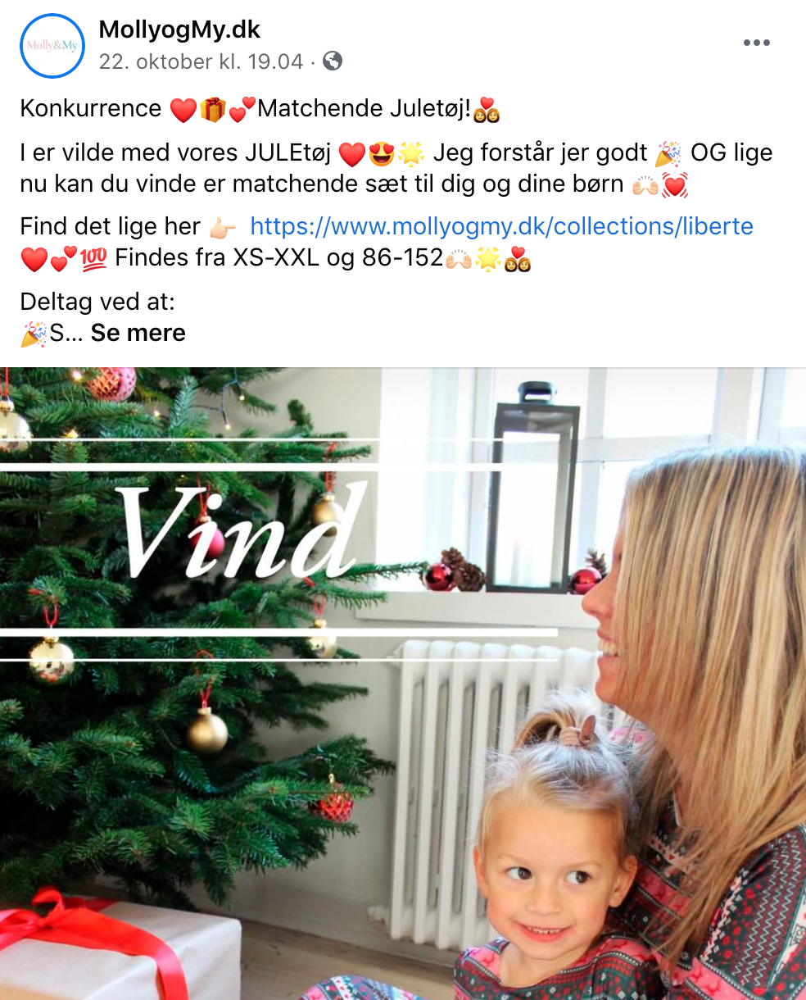 Molly&My
MollyogMy.dk
22. oktober kl. 19.04 ·
Konkurrence ❤️🎁💕Matchende Juletøj!👩‍❤️‍👩
I er vilde med vores JULEtøj ❤️😍🌟 Jeg forstår jer godt 🎉 OG lige
nu kan du vinde er matchende sæt til dig og dine børn 🙌🏻💓
Find det lige her 👉🏻 https://www.mollyogmy.dk/collections/liberte
❤️💕💯 Findes fra XS-XXL og 86-152🙌🏻🌟👩‍❤️‍👩
Deltag ved at:
🎉S... Se mere
Vind